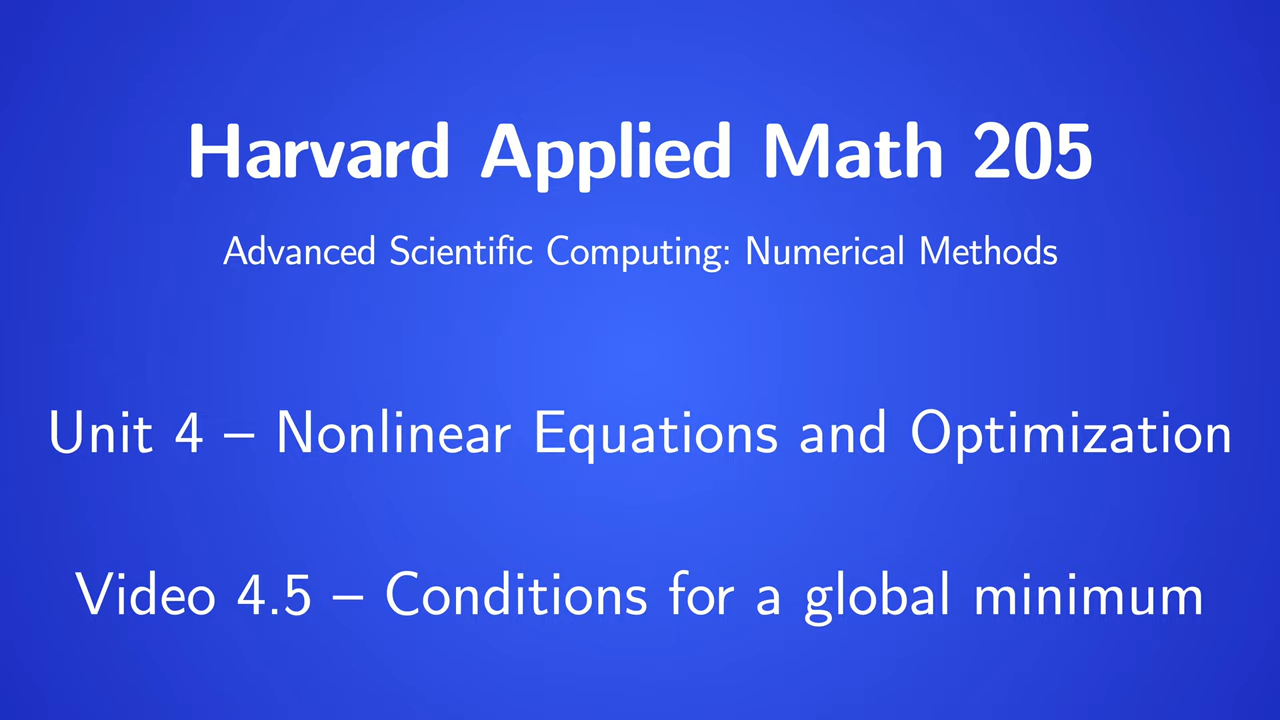 Harvard Applied Math 205
Advanced Scientific Computing: Numerical Methods
Unit 4 – Nonlinear Equations and Optimization
Video 4.5 – Conditions for a global minimum